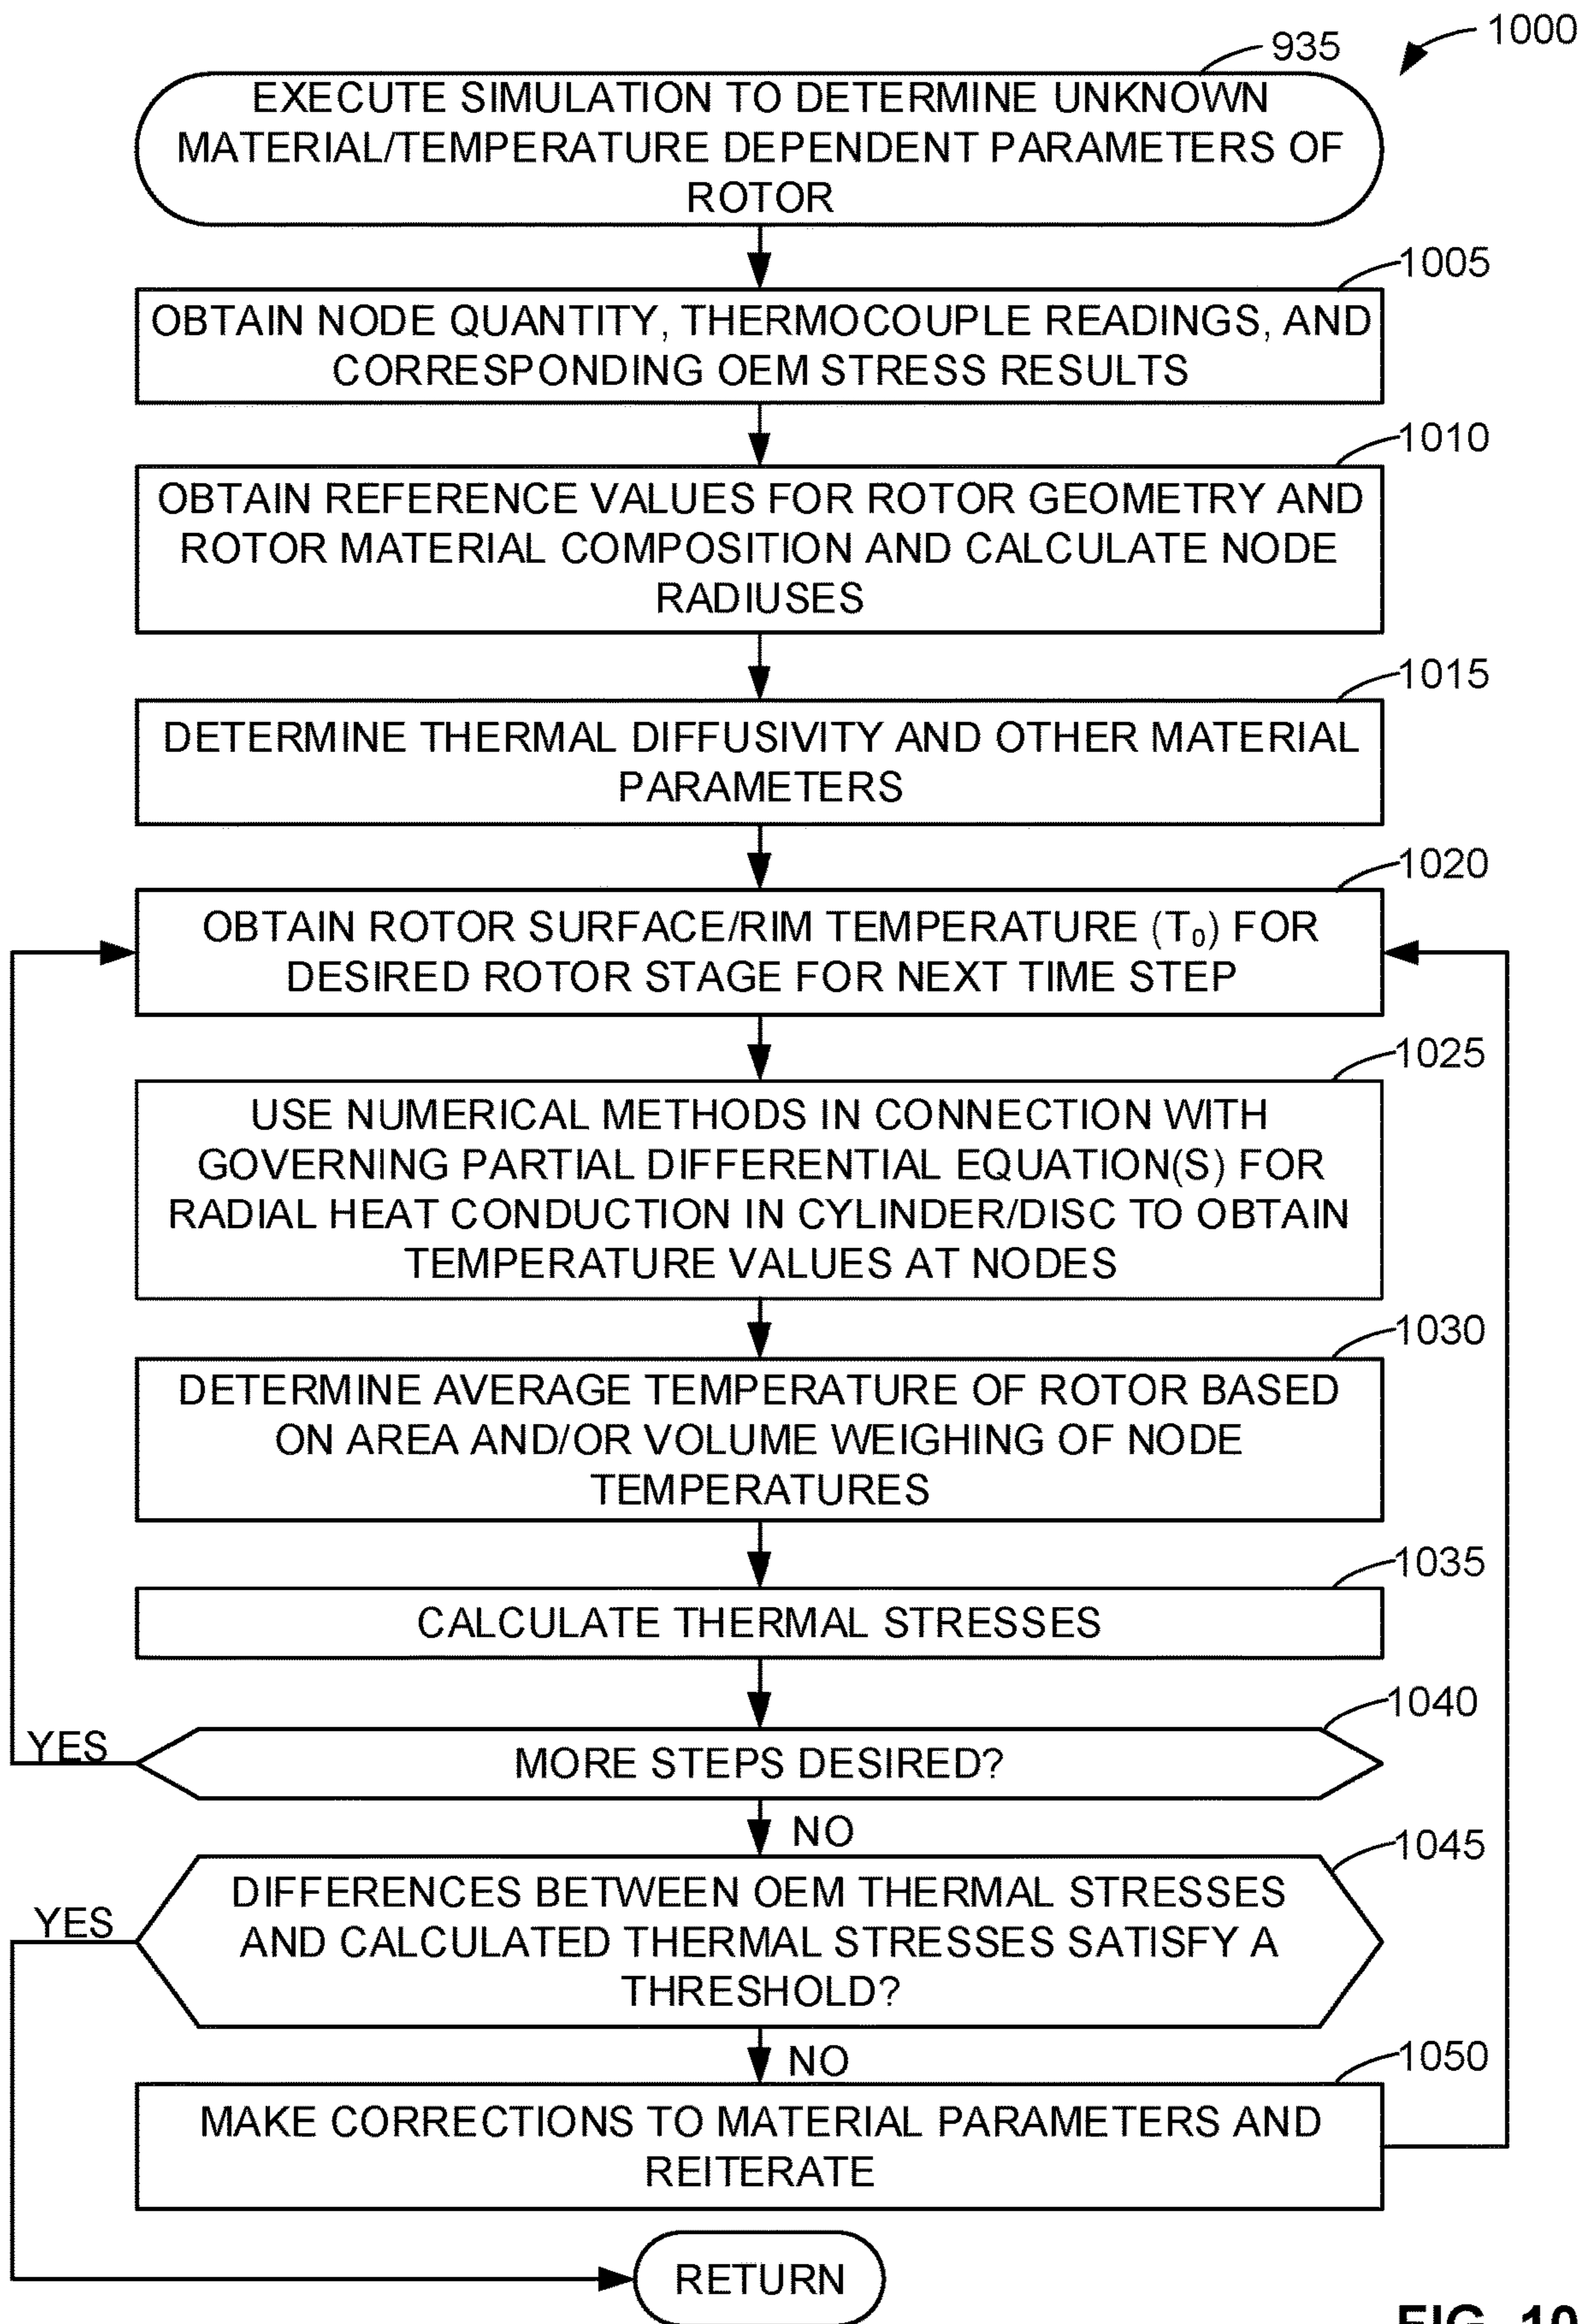 1000
935
EXECUTE SIMULATION TO DETERMINE UNKNOWN
MATERIAL/TEMPERATURE DEPENDENT PARAMETERS OF
ROTOR
1005
OBTAIN NODE QUANTITY, THERMOCOUPLE READINGS, AND
CORRESPONDING OEM STRESS RESULTS
1010
OBTAIN REFERENCE VALUES FOR ROTOR GEOMETRY AND
ROTOR MATERIAL COMPOSITION AND CALCULATE NODE
RADIUSES
1015
DETERMINE THERMAL DIFFUSIVITY AND OTHER MATERIAL
PARAMETERS
1020
OBTAIN ROTOR SURFACE/RIM TEMPERATURE (T₀) FOR
DESIRED ROTOR STAGE FOR NEXT TIME STEP
1025
USE NUMERICAL METHODS IN CONNECTION WITH
GOVERNING PARTIAL DIFFERENTIAL EQUATION(S) FOR
RADIAL HEAT CONDUCTION IN CYLINDER/DISC TO OBTAIN
TEMPERATURE VALUES AT NODES
1030
DETERMINE AVERAGE TEMPERATURE OF ROTOR BASED
ON AREA AND/OR VOLUME WEIGHING OF NODE
TEMPERATURES
1035
CALCULATE THERMAL STRESSES
1040
YES
MORE STEPS DESIRED?
NO
1045
YES
DIFFERENCES BETWEEN OEM THERMAL STRESSES
AND CALCULATED THERMAL STRESSES SATISFY A
THRESHOLD?
NO
1050
MAKE CORRECTIONS TO MATERIAL PARAMETERS AND
REITERATE
RETURN
FIG. 10